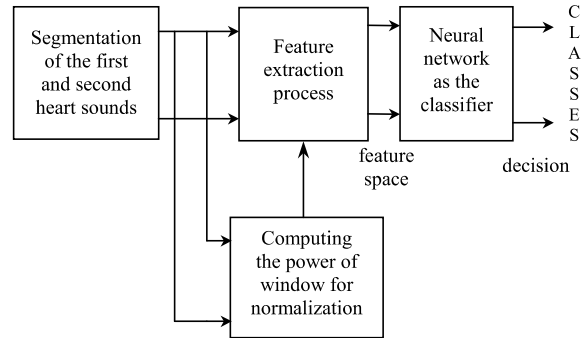 Segmentation
of the first
and second
heart sounds
Feature
extraction
process
Neural
network
as the
classifier
C
L
A
S
S
E
S
feature
space
decision
Computing
the power of
window for
normalization